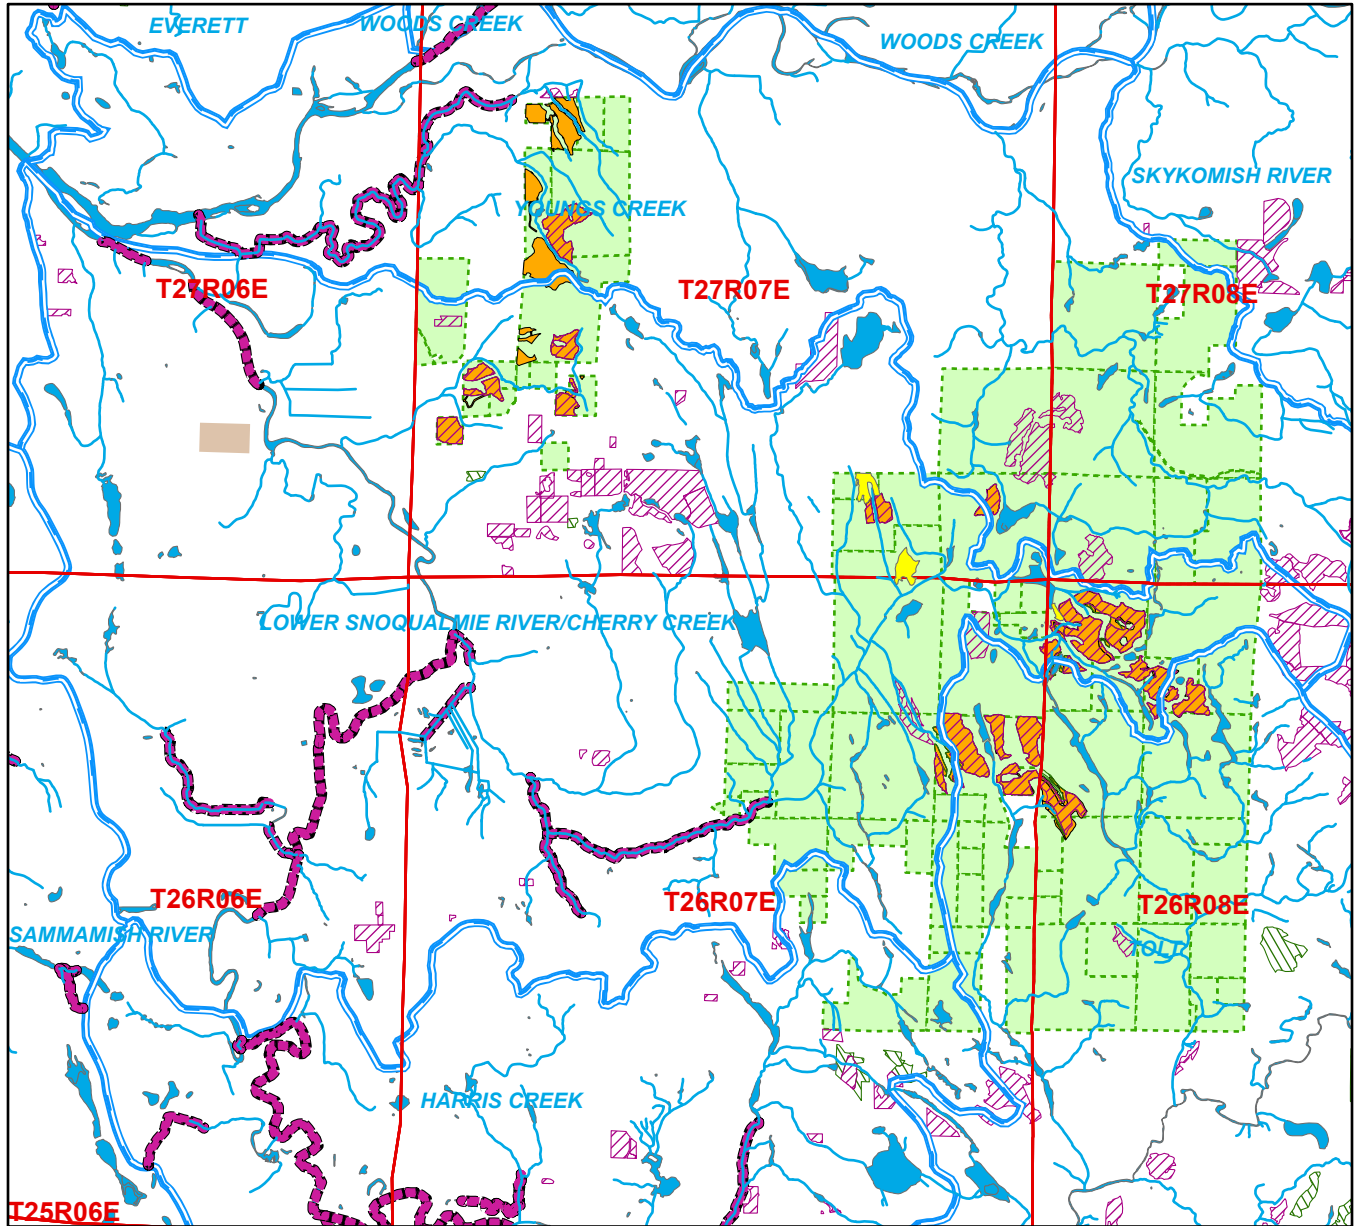 EVERETT
WOODS CREEK
WOODS CREEK
SKYKOMISH RIVER
YOUNGS CREEK
T27R06E
T27R07E
T27R08E
LOWER SNOQUALMIE RIVER/CHERRY CREEK
T26R06E
T26R07E
T26R08E
SAMMAMISH RIVER
TOLT
HARRIS CREEK
T25R06E